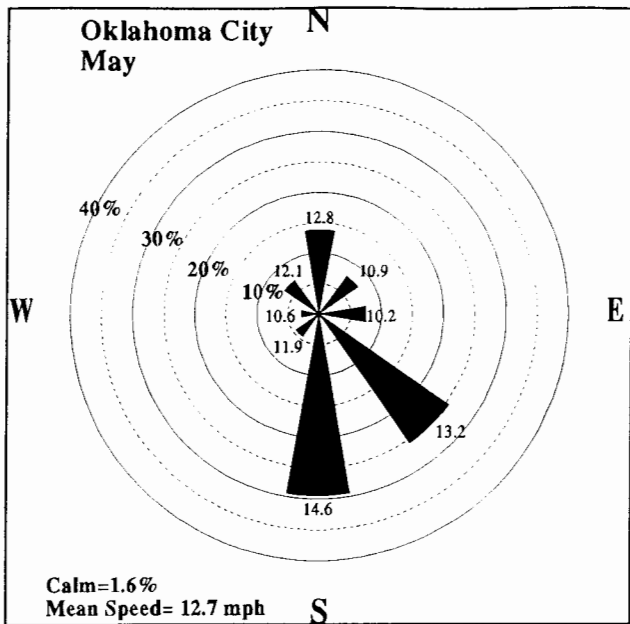 Oklahoma City
May
N
40%
30%
20%
10%
12.8
12.1
10.9
W
10.6
10.2
E
11.9
13.2
14.6
Calm=1.6%
Mean Speed= 12.7 mph
S